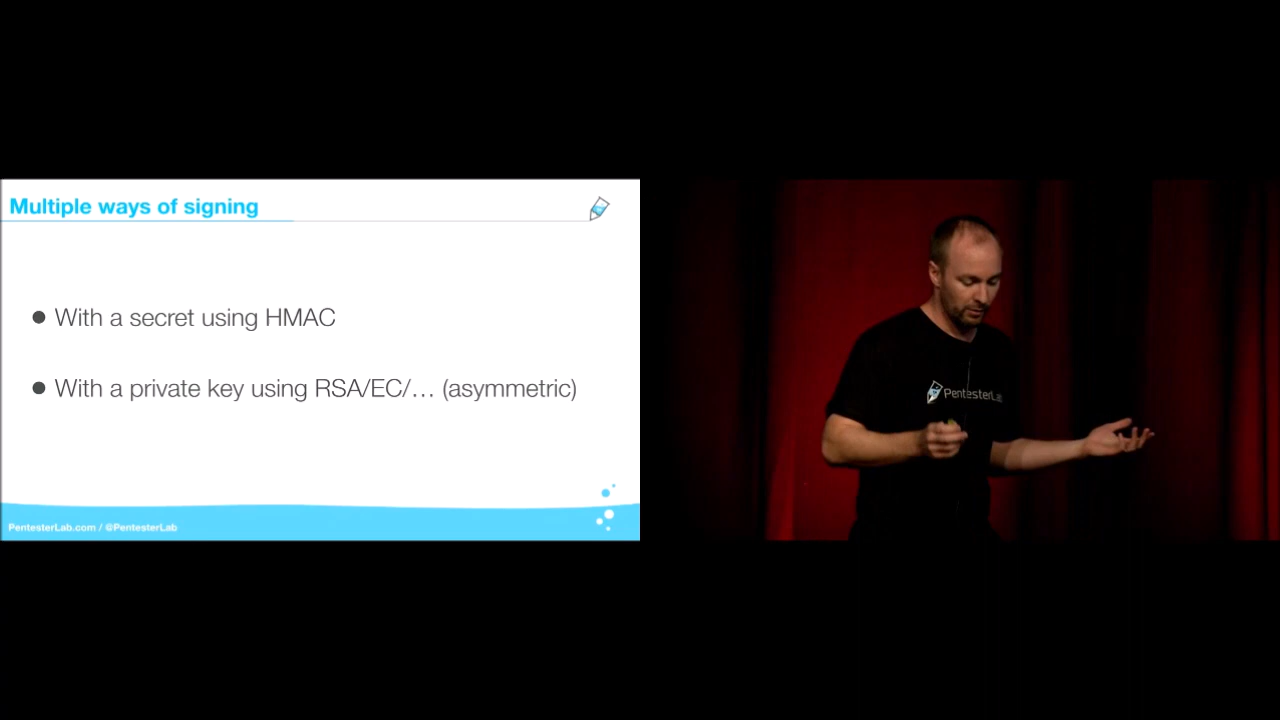 Multiple ways of signing
● With a secret using HMAC
● With a private key using RSA/EC/… (asymmetric)
PentesterLab.com / @PentesterLab
PentesterLab